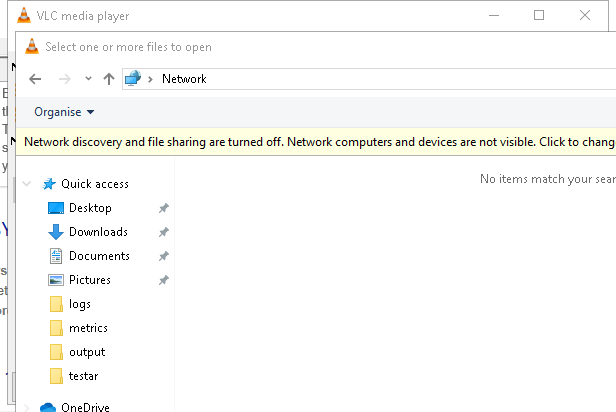 VLC media player
Select one or more files to open
Network
Organise
Network discovery and file sharing are turned off. Network computers and devices are not visible. Click to chang
No items match your sear
Quick access
Desktop
Downloads
Documents
Pictures
logs
metrics
output
testar
OneDrive